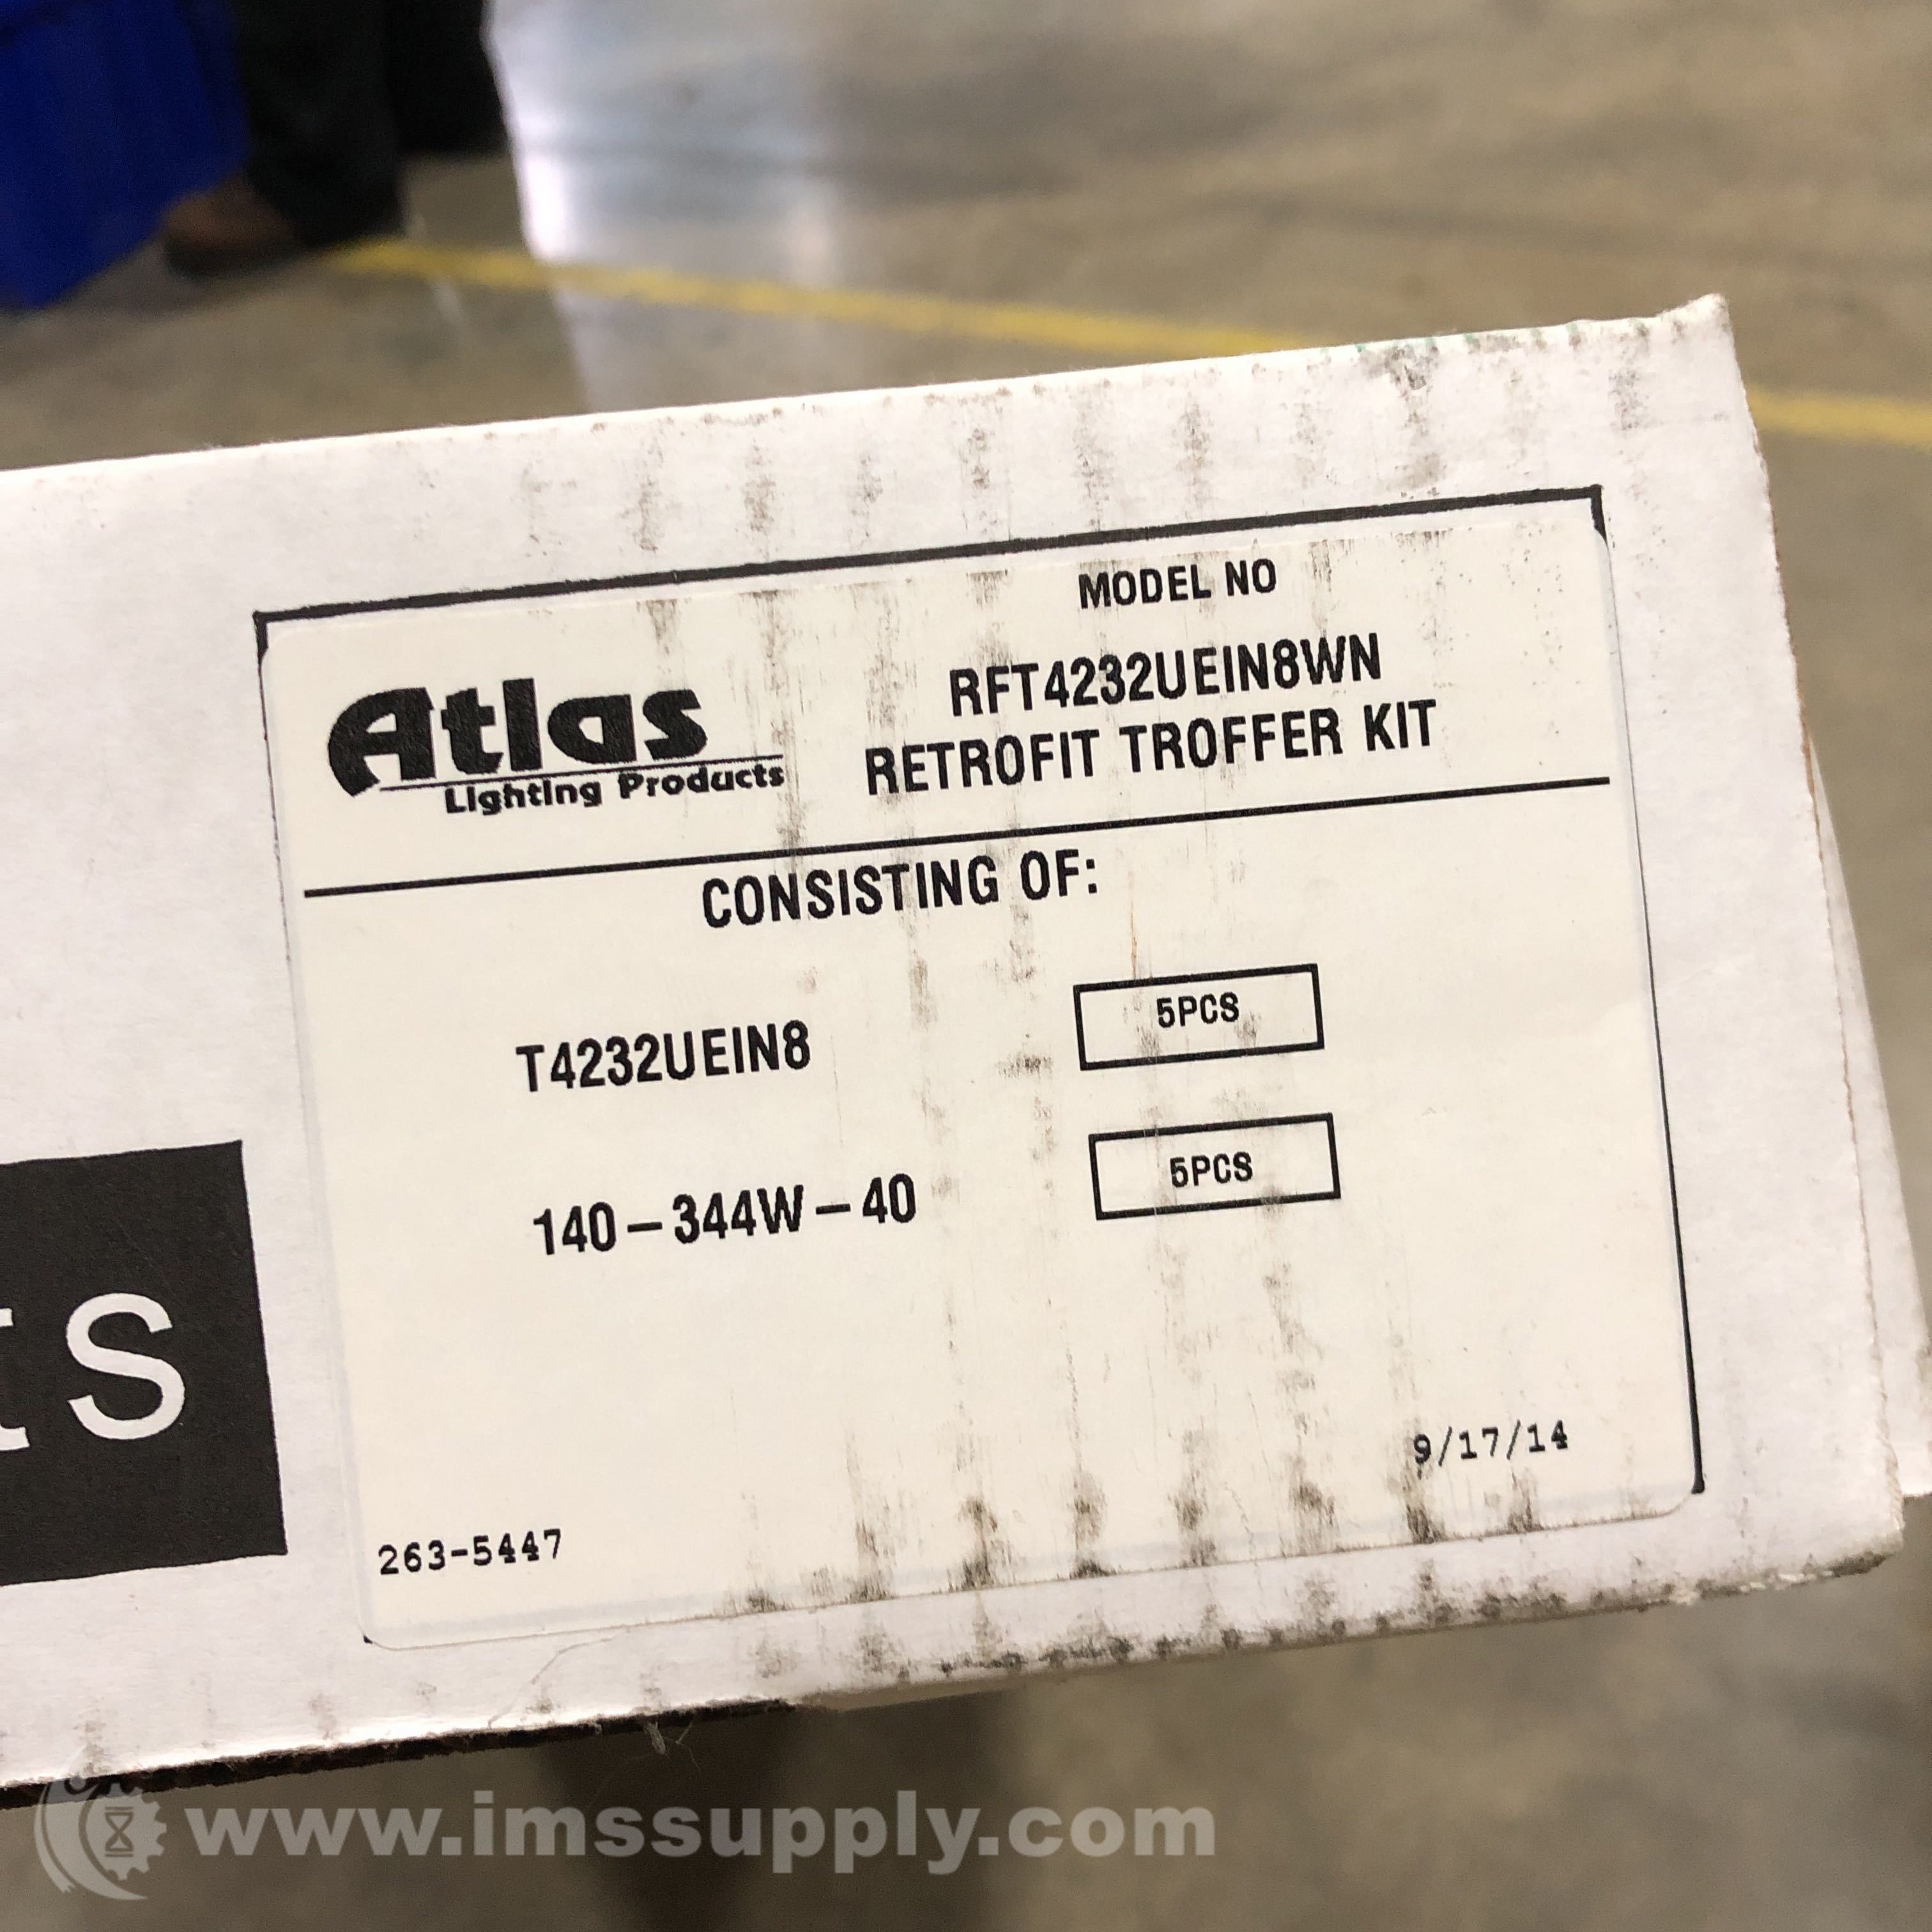 MODEL NO
Atlas
Lighting Products
RFT4232UEIN8WN
RETROFIT TROFFER KIT
CONSISTING OF:
T4232UEIN8 5PCS
140-344W-40 5PCS
9/17/14
263-5447
ts
www.imssupply.com